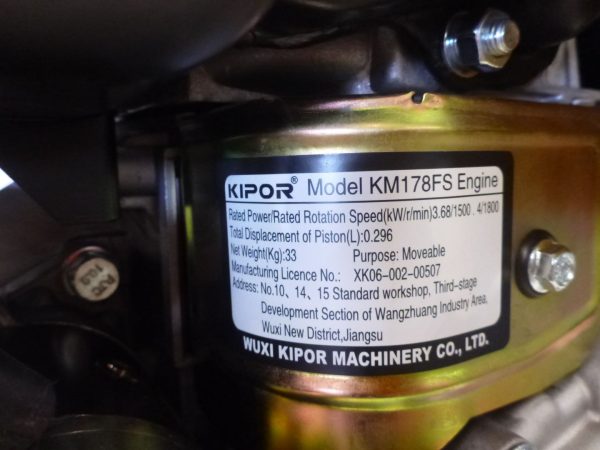 KIPOR® Model KM178FS Engine
Rated Power/Rated Rotation Speed(kW/r/min)3.68/1500 . 4/1800
Total Displacement of Piston(L):0.296
Net Weight(Kg):33 Purpose: Moveable
Manufacturing Licence No.: XK06-002-00507
Address: No.10、14、15 Standard workshop, Third-stage
Development Section of Wangzhuang Industry Area,
Wuxi New District,Jiangsu
WUXI KIPOR MACHINERY CO., LTD.